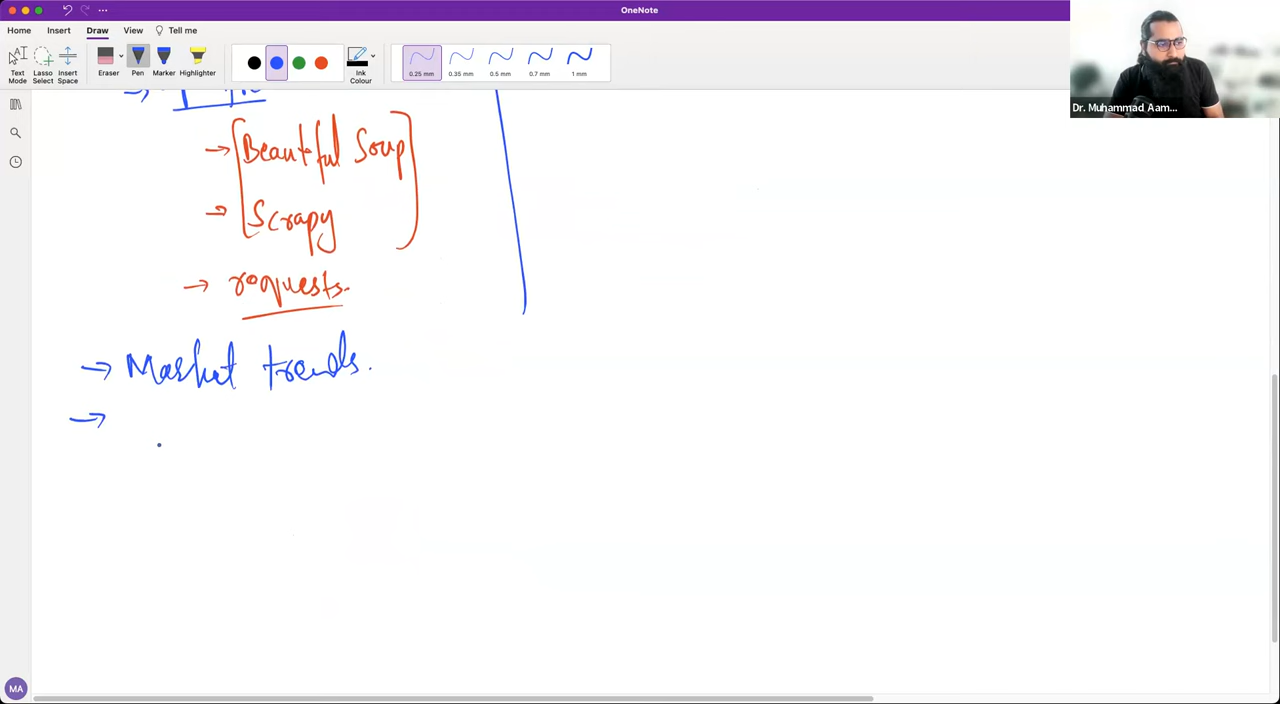 OneNote
Home Insert Draw View Tell me
Text Mode
Lasso Select
Insert Space
Eraser
Pen
Marker
Highlighter
Ink Colour
0.25 mm
0.35 mm
0.5 mm
0.7 mm
1 mm
Dr. Muhammad Aam...
→ Beautiful Soup
→ Scrapy
→ requests.
→ Market trends.
→
MA